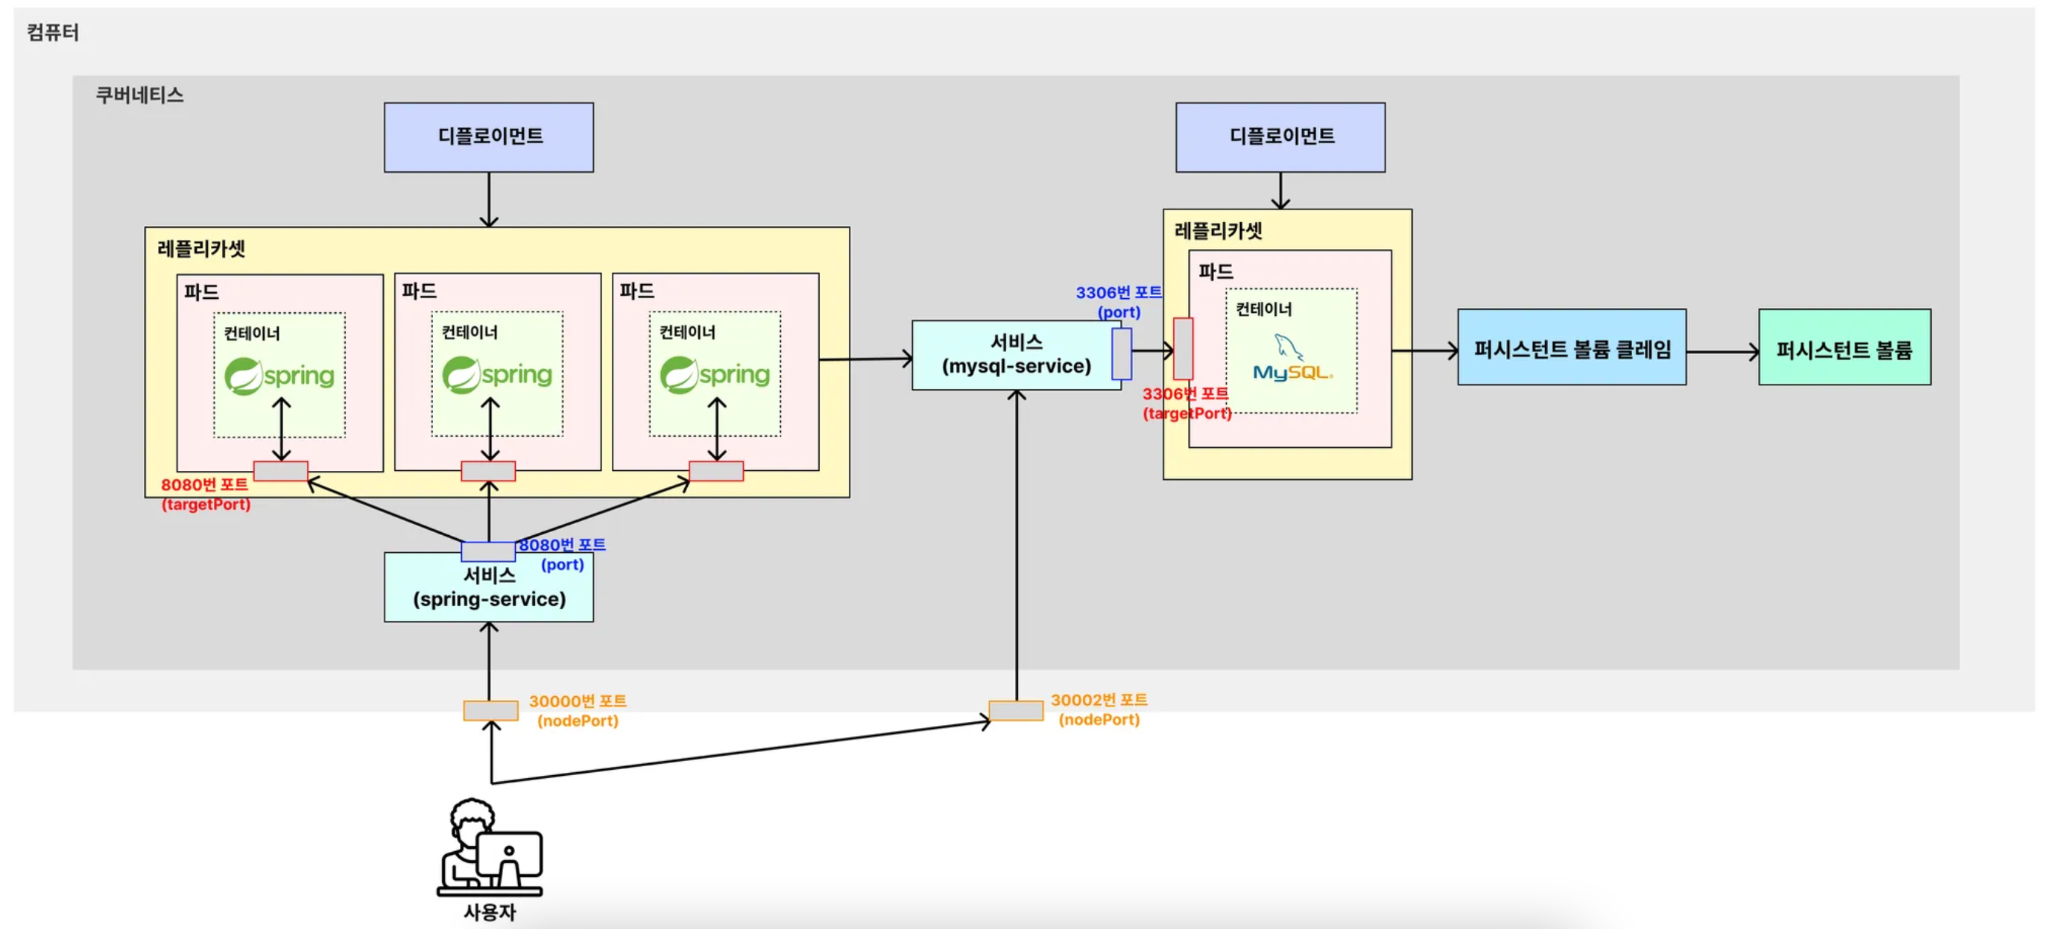 컴퓨터
쿠버네티스
디플로이먼트
디플로이먼트
레플리카셋
파드
컨테이너
spring
파드
컨테이너
spring
파드
컨테이너
spring
8080번 포트
(targetPort)
8080번 포트
(port)
서비스
(spring-service)
서비스
(mysql-service)
3306번 포트
(port)
레플리카셋
파드
컨테이너
MySQL
3306번 포트
(targetPort)
퍼시스턴트 볼륨 클레임
퍼시스턴트 볼륨
30000번 포트
(nodePort)
30002번 포트
(nodePort)
사용자